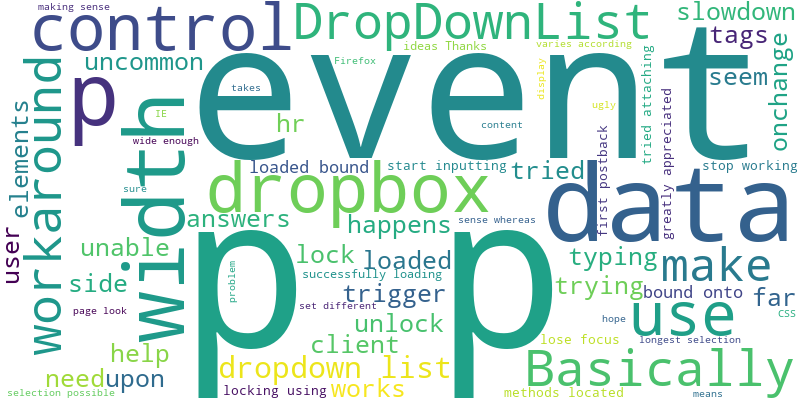 making sense
control
DropDownList
slowdown
tags
ideas Thanks
varies according
uncommon
Firefox
event
seem
p
takes
display
tried attaching
onchange
workaround
elements
IE
width
wide enough
hr
content
ugly
greatly appreciated
first postback
loaded bound
start inputting
tried
stop working
sure
dropbox
data
answers
happens
sense whereas
user
unable
lock
loaded
typing
make
side
problem
successfully loading
trigger
trying
bound onto
far
page look
p p
set different
unlock
use
CSS
hope
help
client
lose focus
longest selection
need
upon
dropdown list
Basically
selection possible
locking using
works
methods located
means